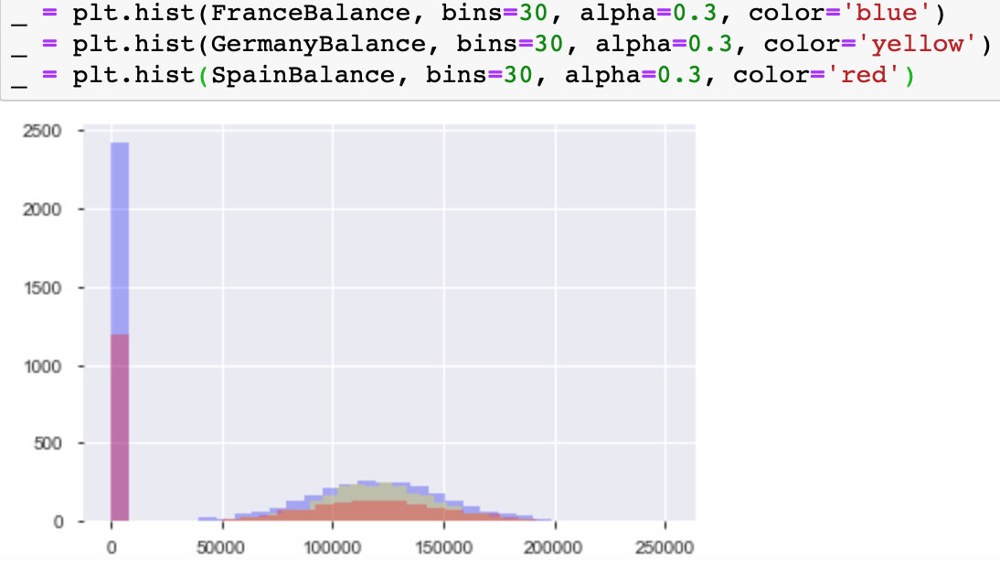 _ = plt.hist(FranceBalance, bins=30, alpha=0.3, color='blue')
_ = plt.hist(GermanyBalance, bins=30, alpha=0.3, color='yellow')
_ = plt.hist(SpainBalance, bins=30, alpha=0.3, color='red')
2500
2000
1500
1000
500
0
0 50000 100000 150000 200000 250000